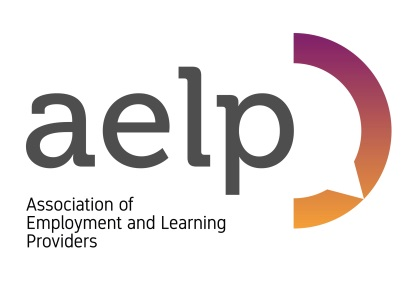 aelp
Association of
Employment and Learning
Providers